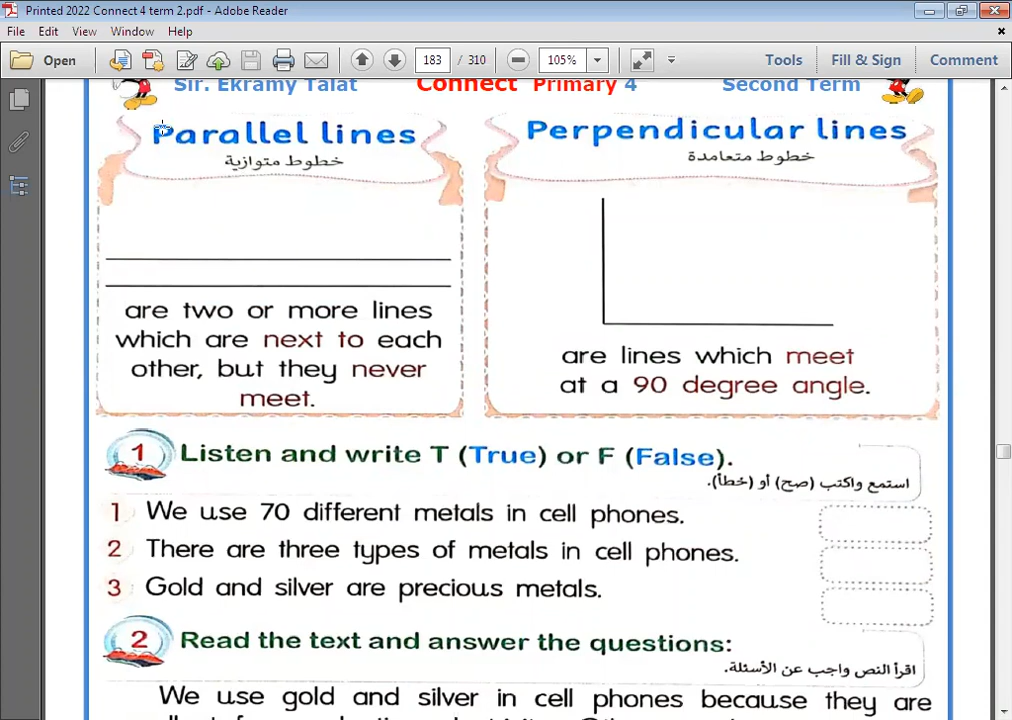 Printed 2022 Connect 4 term 2.pdf - Adobe Reader
File Edit View Window Help
Open 183 / 310 105% Tools Fill & Sign Comment
Sir. Ekramy Talat Connect Primary 4 Second Term
Parallel lines
خطوط متوازية
are two or more lines
which are next to each
other, but they never
meet.
Perpendicular lines
خطوط متعامدة
are lines which meet
at a 90 degree angle.
1 Listen and write T (True) or F (False).
استمع واكتب (صح) أو (خطأ).
1 We use 70 different metals in cell phones.
2 There are three types of metals in cell phones.
3 Gold and silver are precious metals.
2 Read the text and answer the questions:
اقرأ النص واجب عن الأسئلة.
We use gold and silver in cell phones because they are